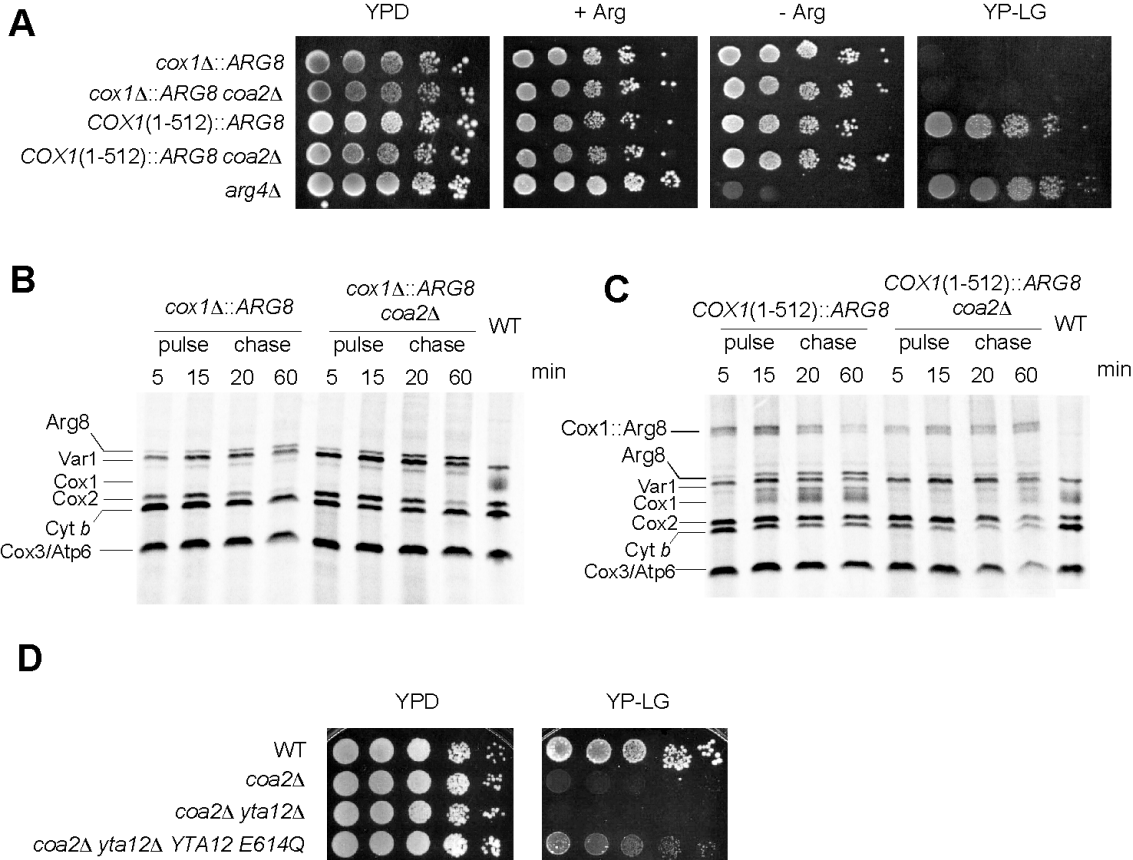 A
YPD
+ Arg
- Arg
YP-LG
cox1Δ::ARG8
cox1Δ::ARG8 coa2Δ
COX1(1-512)::ARG8
COX1(1-512)::ARG8 coa2Δ
arg4Δ
B
cox1Δ::ARG8
cox1Δ::ARG8
coa2Δ
WT
pulse
chase
pulse
chase
5
15
20
60
5
15
20
60
min
Arg8
Var1
Cox1
Cox2
Cyt b
Cox3/Atp6
C
COX1(1-512)::ARG8
COX1(1-512)::ARG8
coa2Δ
WT
pulse
chase
pulse
chase
5
15
20
60
5
15
20
60
min
Cox1::Arg8
Arg8
Var1
Cox1
Cox2
Cyt b
Cox3/Atp6
D
YPD
YP-LG
WT
coa2Δ
coa2Δ yta12Δ
coa2Δ yta12Δ YTA12 E614Q